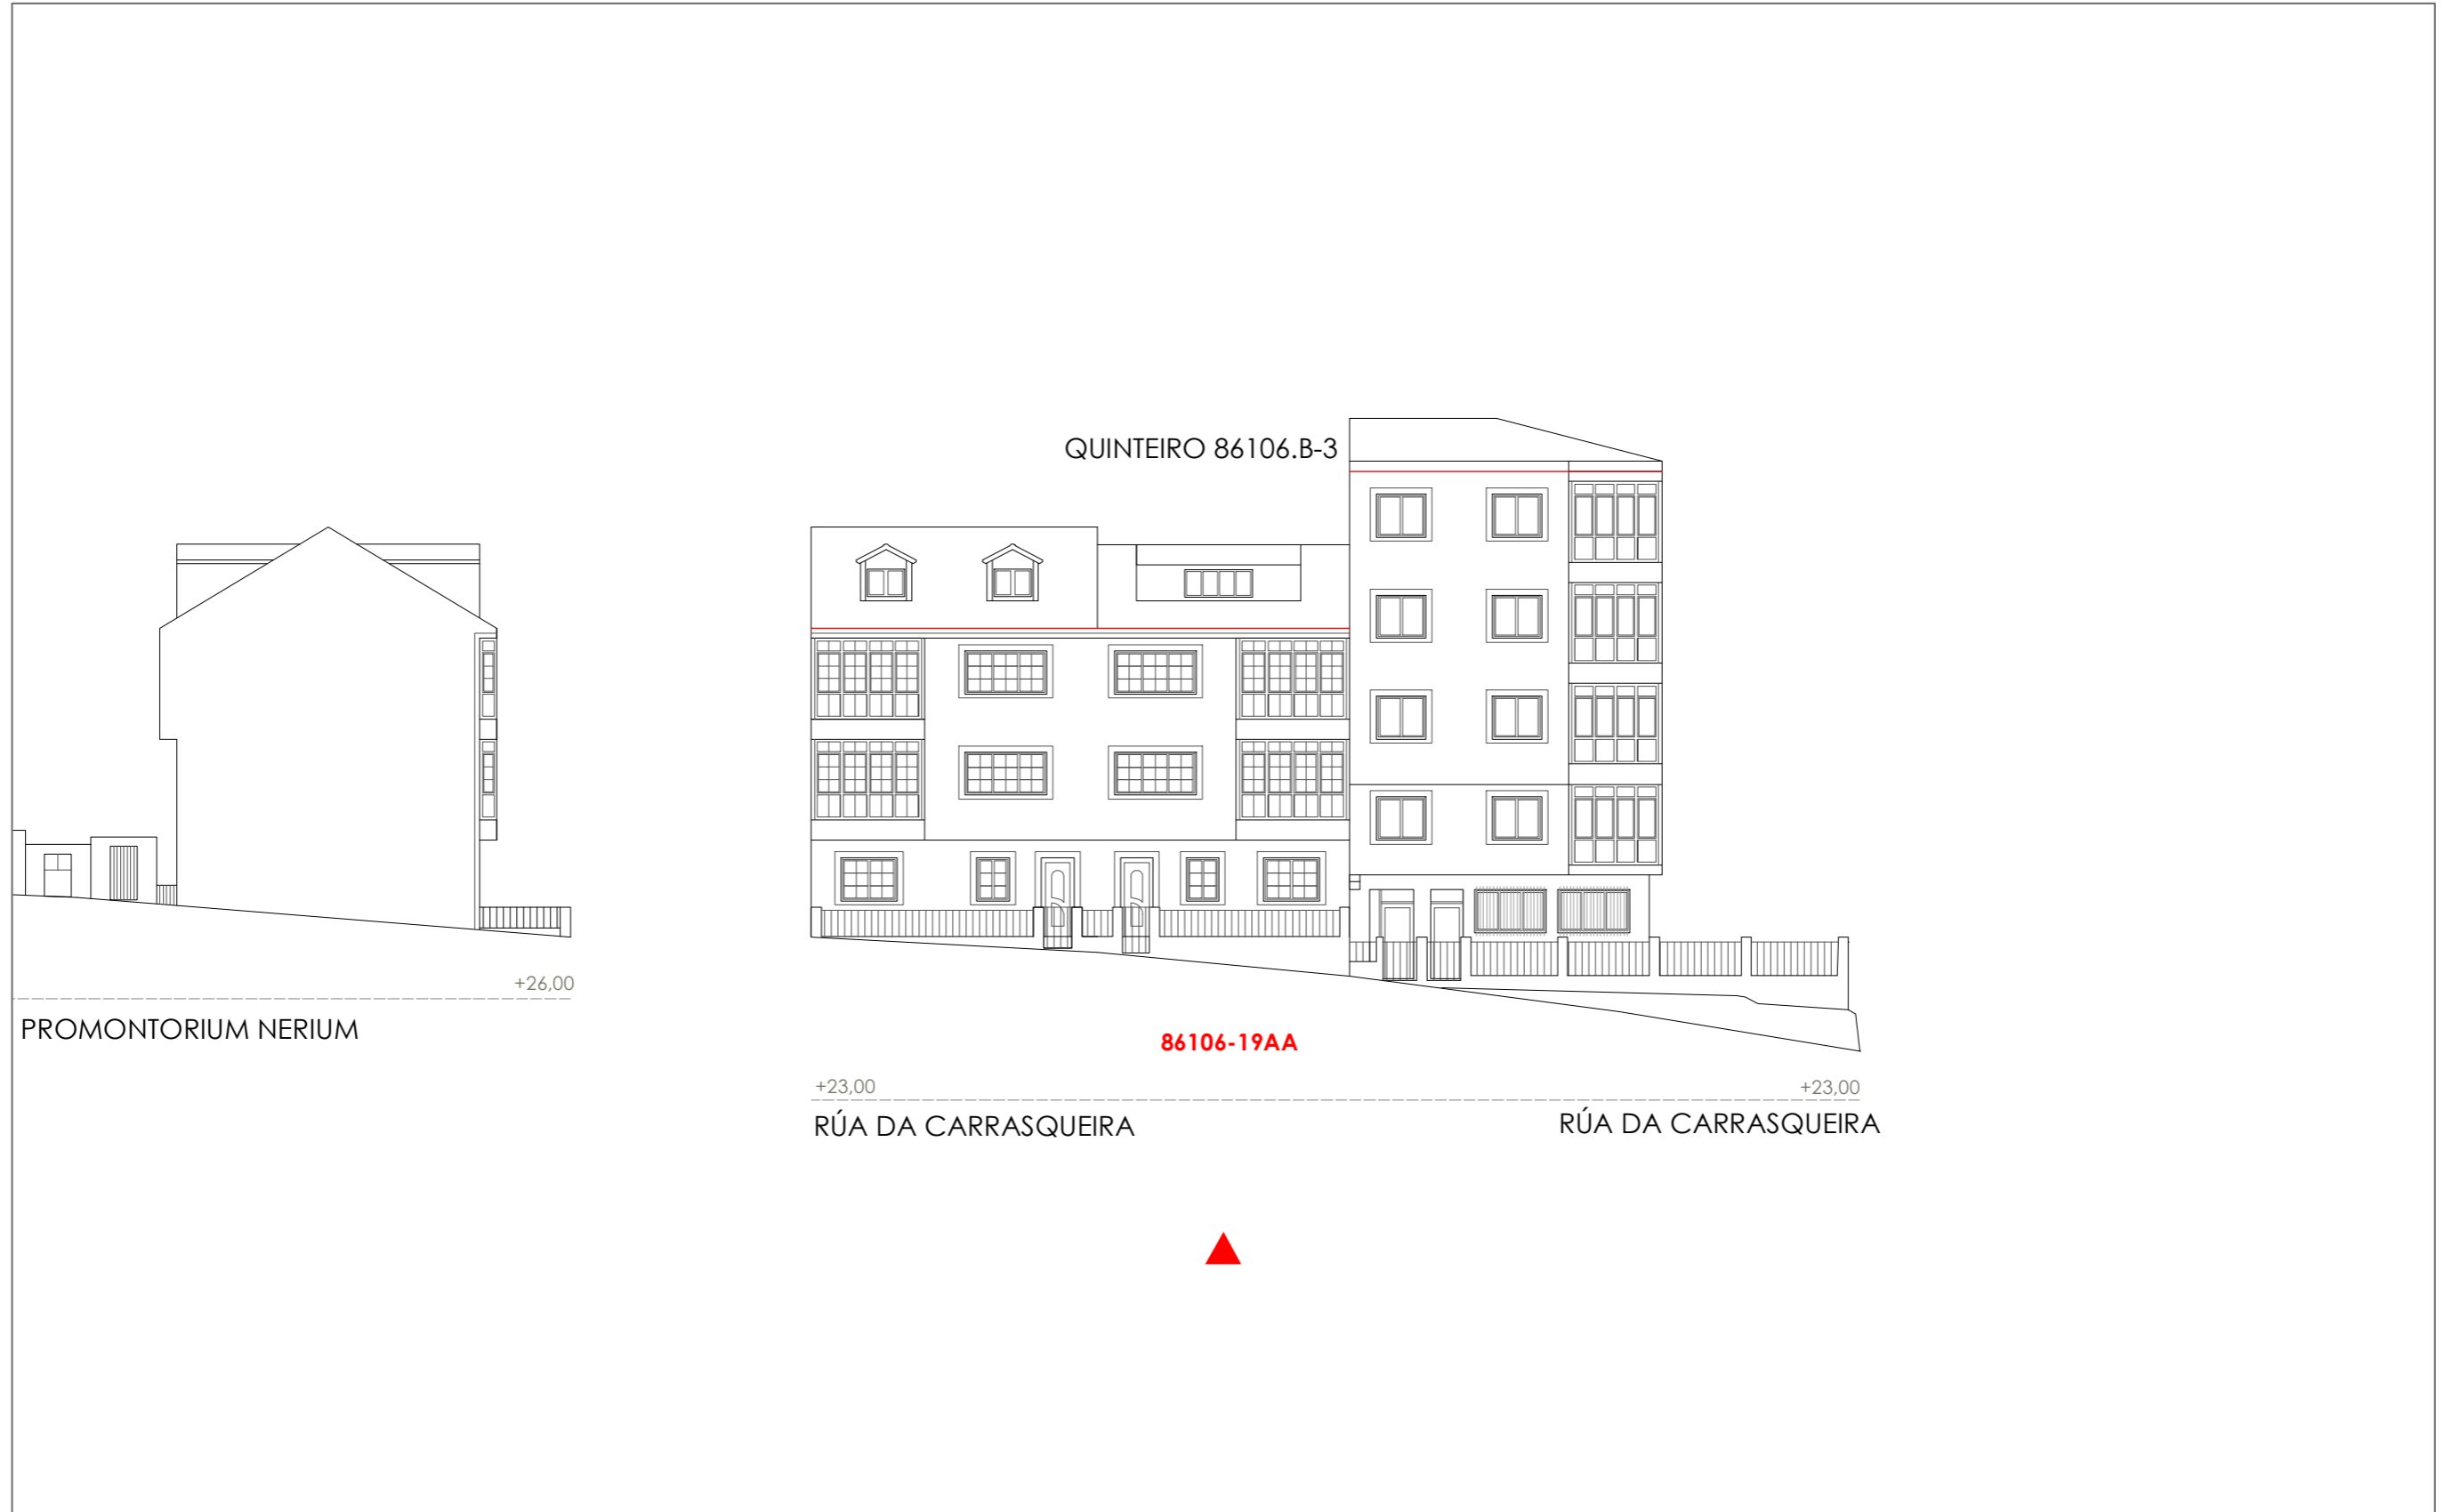 QUINTEIRO 86106.B-3
+26,00
PROMONTORIUM NERIUM
86106-19AA
+23,00
+23,00
RÚA DA CARRASQUEIRA
RÚA DA CARRASQUEIRA